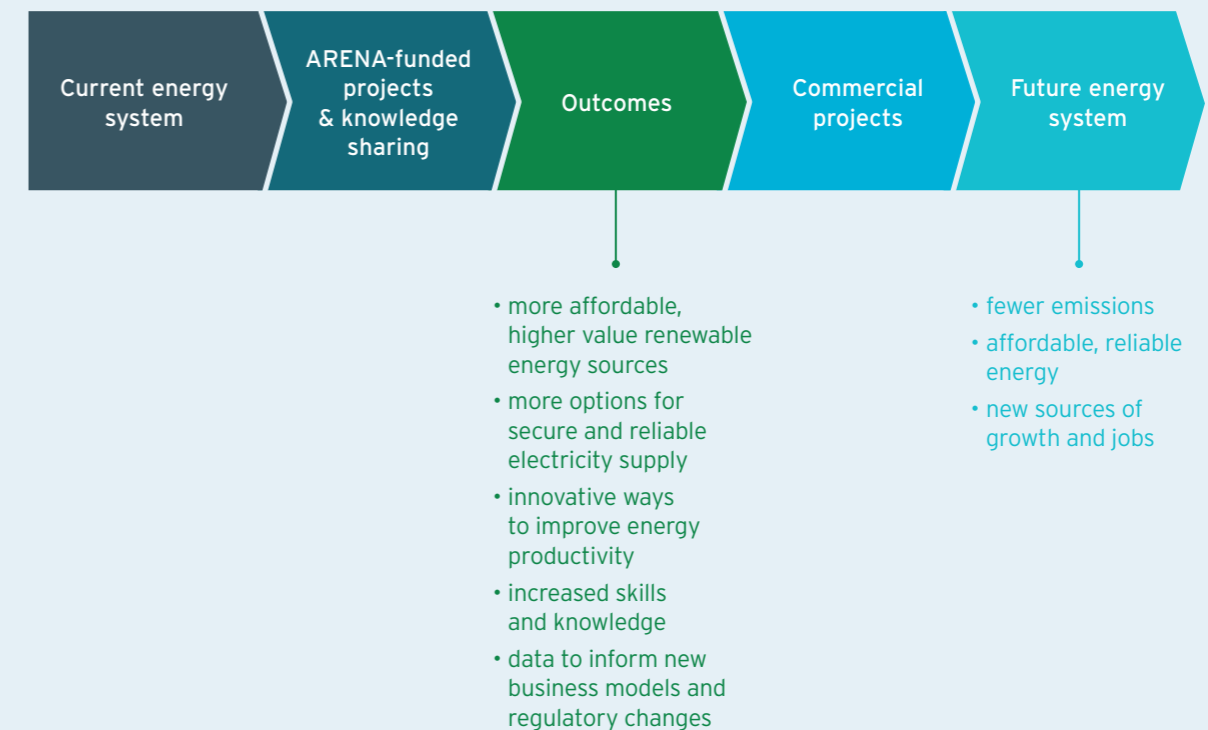 Current energy
system
ARENA-funded
projects
& knowledge
sharing
Outcomes
Commercial
projects
Future energy
system
• more affordable,
higher value renewable
energy sources
• more options for
secure and reliable
electricity supply
• innovative ways
to improve energy
productivity
• increased skills
and knowledge
• data to inform new
business models and
regulatory changes
• fewer emissions
• affordable, reliable
energy
• new sources of
growth and jobs